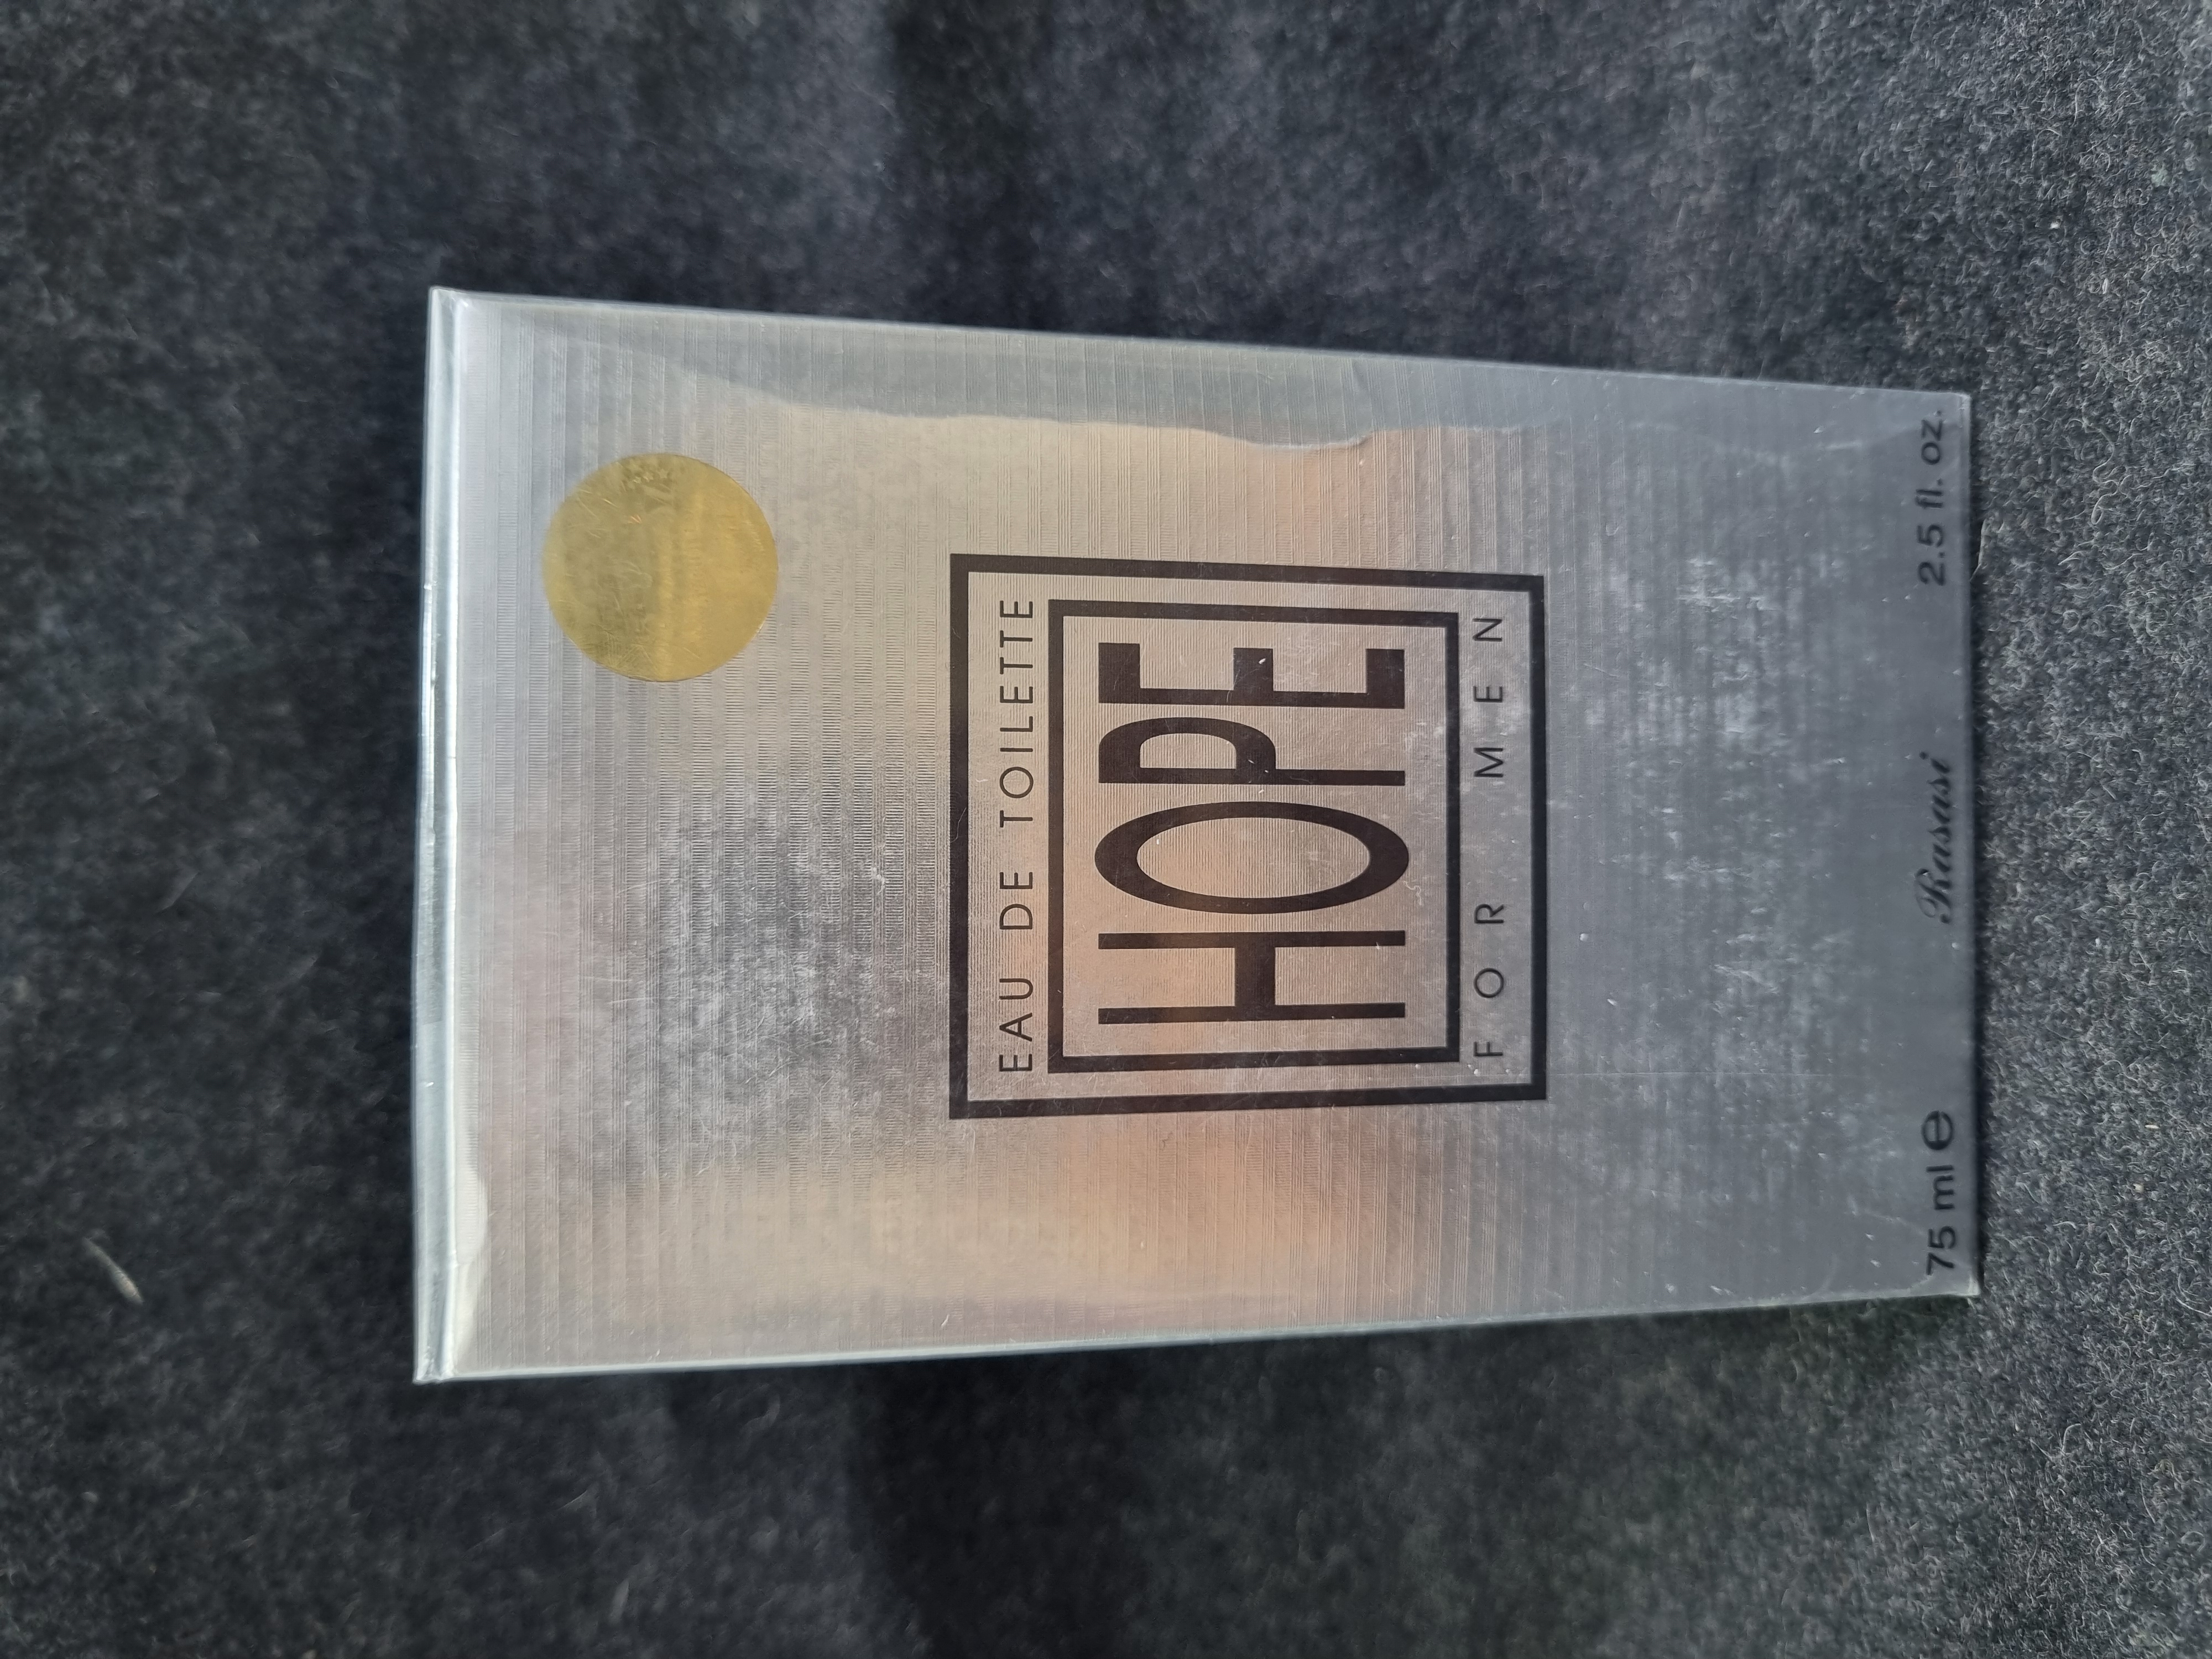 EAU DE TOILETTE
HOPE
FOR MEN
75 ml ℮ Rasasi 2.5 fl. oz.